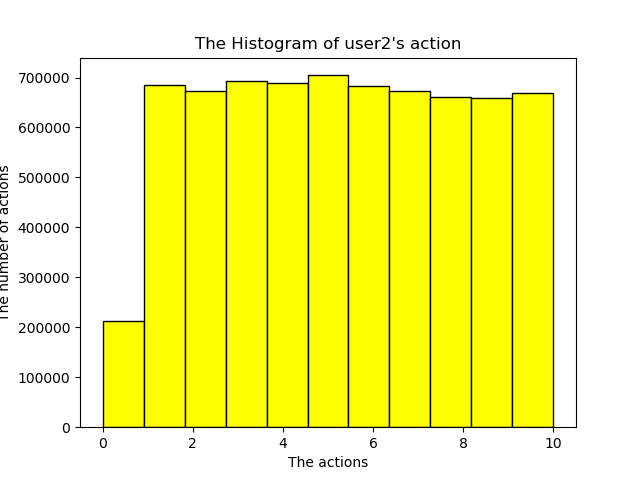 The Histogram of user2's action
700000
600000
500000
400000
300000
200000
100000
0
The number of actions
0 2 4 6 8 10
The actions